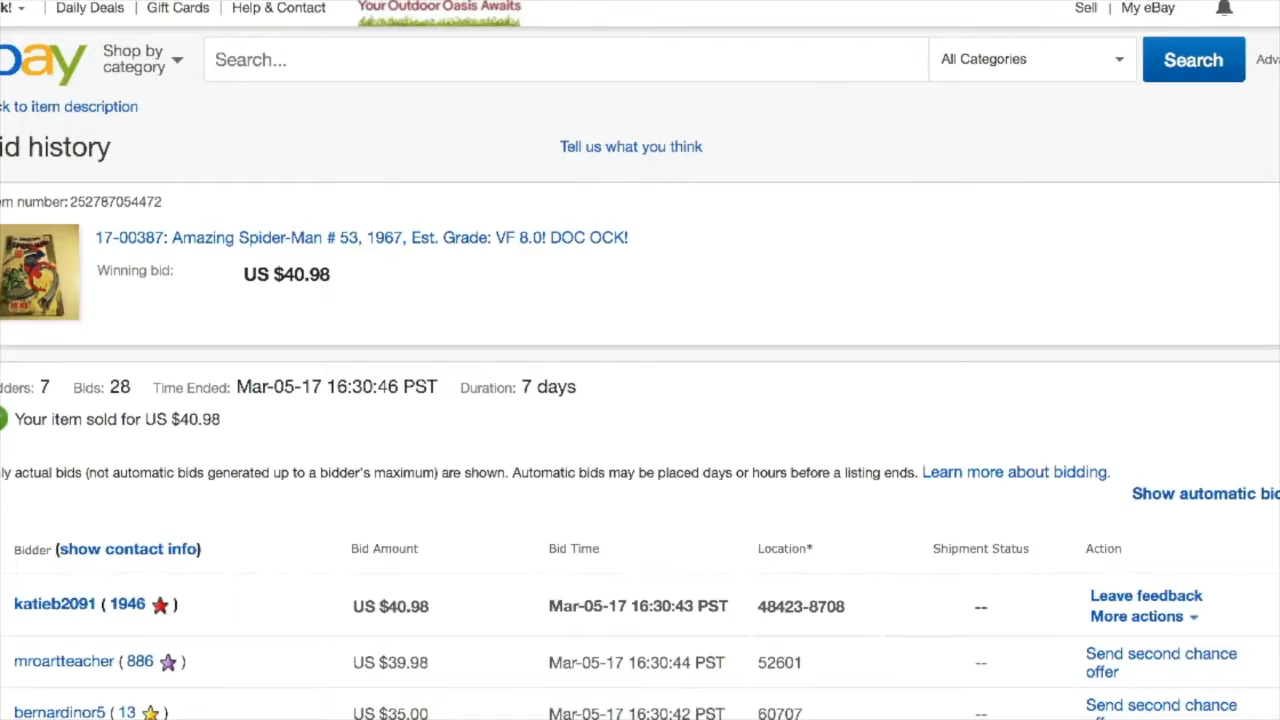 k!
Daily Deals | Gift Cards | Help & Contact
Your Outdoor Oasis Awaits
Sell | My eBay
bay
Shop by category
Search...
All Categories
Search
Adva
ck to item description
id history
Tell us what you think
em number: 252787054472
17-00387: Amazing Spider-Man # 53, 1967, Est. Grade: VF 8.0! DOC OCK!
Winning bid: US $40.98
dders: 7 Bids: 28 Time Ended: Mar-05-17 16:30:46 PST Duration: 7 days
Your item sold for US $40.98
ly actual bids (not automatic bids generated up to a bidder's maximum) are shown. Automatic bids may be placed days or hours before a listing ends. Learn more about bidding.
Show automatic bid
Bidder (show contact info) Bid Amount Bid Time Location* Shipment Status Action
katieb2091 ( 1946 ) US $40.98 Mar-05-17 16:30:43 PST 48423-8708 -- Leave feedback
More actions
mroartteacher ( 886 ) US $39.98 Mar-05-17 16:30:44 PST 52601 -- Send second chance offer
bernardinor5 ( 13 ) US $35.00 Mar-05-17 16:30:42 PST 60707 -- Send second chance